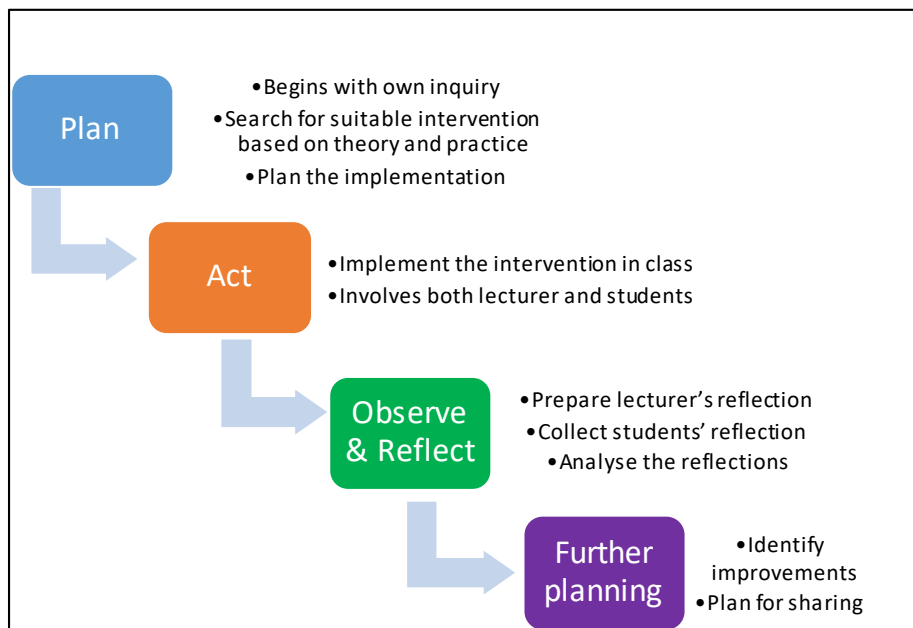 Plan
•Begins with own inquiry
•Search for suitable intervention
based on theory and practice
•Plan the implementation
Act
•Implement the intervention in class
•Involves both lecturer and students
Observe
& Reflect
•Prepare lecturer’s reflection
•Collect students’ reflection
•Analyse the reflections
Further
planning
•Identify
improvements
•Plan for sharing